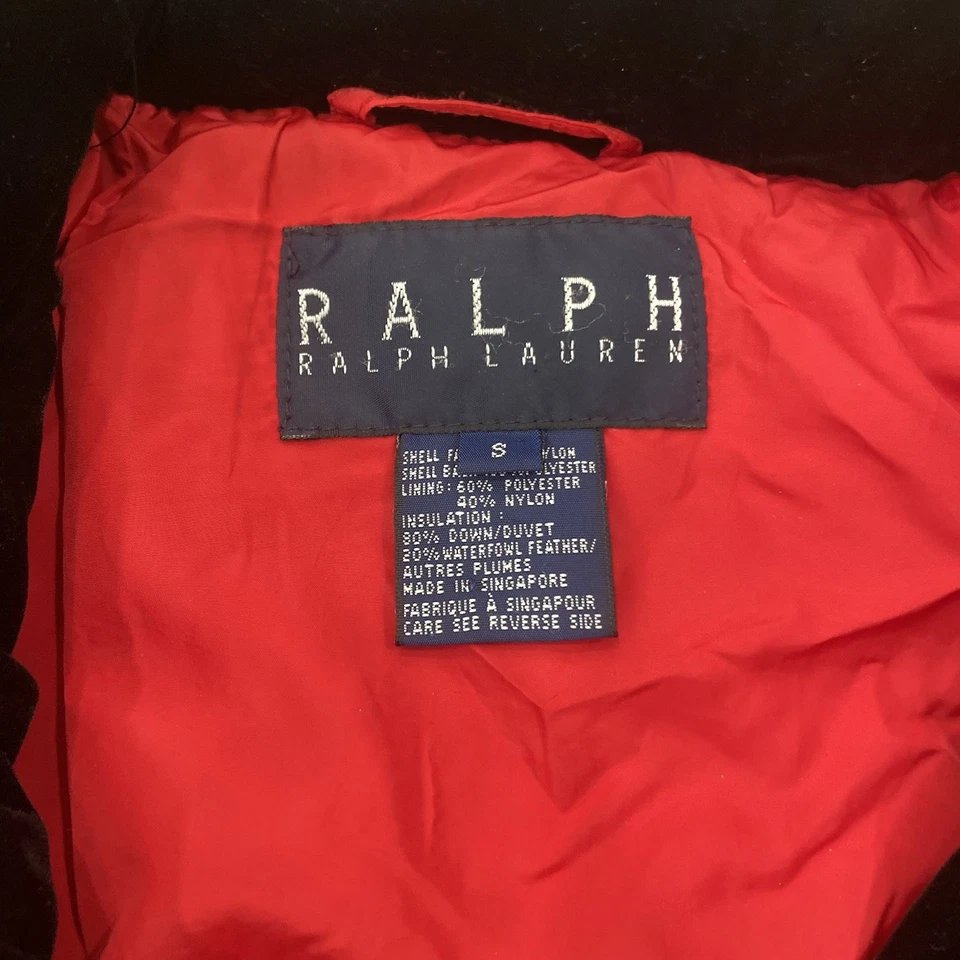 RALPH
RALPH LAUREN
S
SHELL
SHELL
LINING: 60% POLYESTER
40% NYLON
INSULATION:
80% DOWN/DUVET
20% WATERFOWL FEATHER/
AUTRES PLUMES
MADE IN SINGAPORE
FABRIQUE À SINGAPOUR
CARE SEE REVERSE SIDE